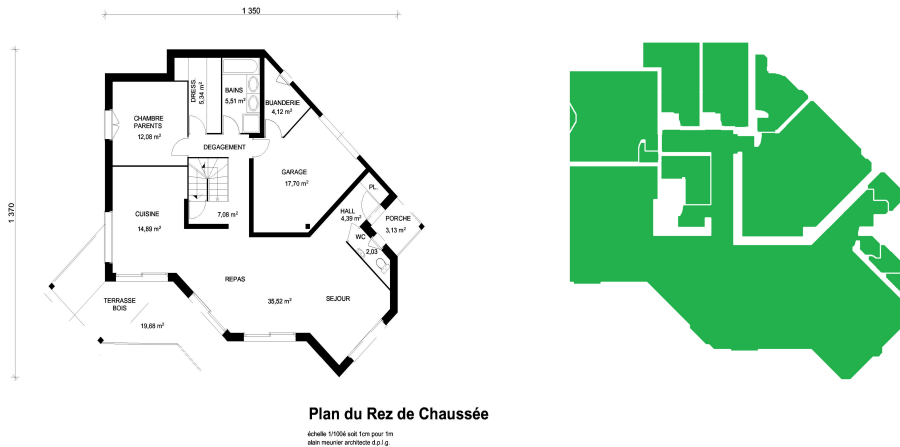 1 350
1 370
DRESS.
5,34 m²
BAINS
5,51 m²
BUANDERIE
4,12 m²
CHAMBRE
PARENTS
12,08 m²
DEGAGEMENT
GARAGE
17,70 m²
PL.
CUISINE
14,89 m²
7,08 m²
HALL
4,39 m²
PORCHE
3,13 m²
WC
2,03
REPAS
35,52 m²
SEJOUR
TERRASSE
BOIS
19,68 m²
Plan du Rez de Chaussée
échelle 1/100é soit 1cm pour 1m
alain meunier architecte d.p.l.g.